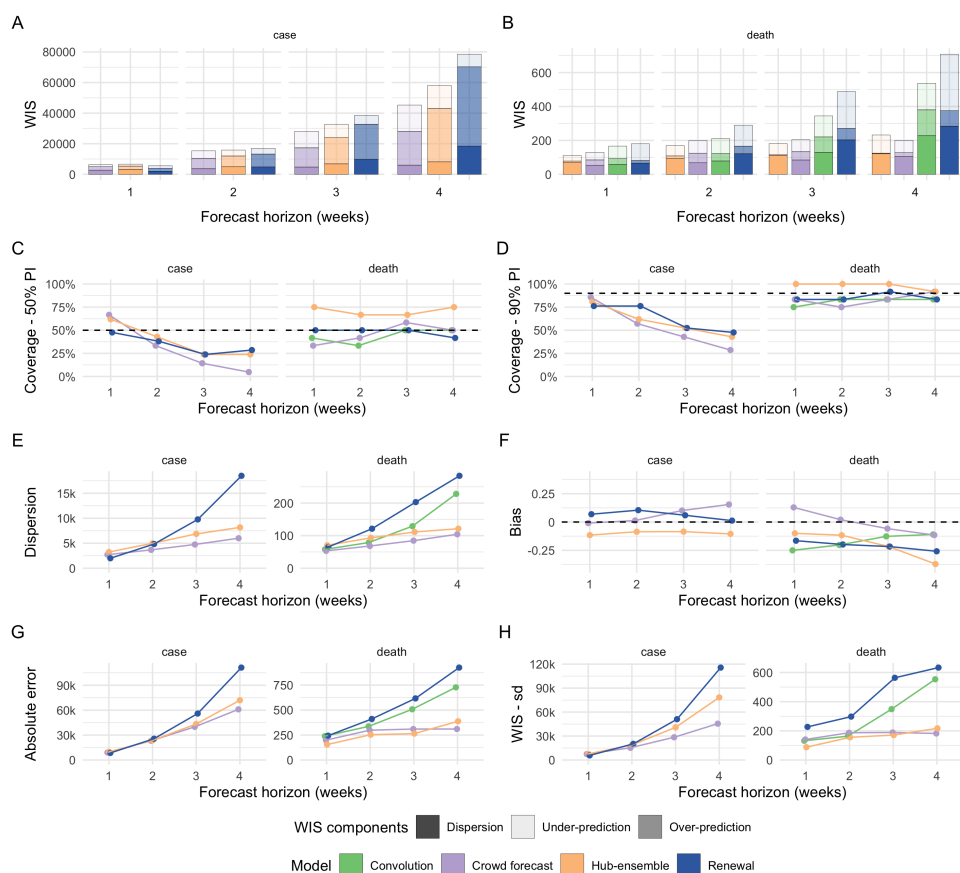 A
case
WIS
80000
60000
40000
20000
0
1 2 3 4
Forecast horizon (weeks)
B
death
WIS
600
400
200
0
1 2 3 4
Forecast horizon (weeks)
C
case death
Coverage - 50% PI
100%
75%
50%
25%
0%
1 2 3 4 1 2 3 4
Forecast horizon (weeks)
D
case death
Coverage - 90% PI
100%
75%
50%
25%
0%
1 2 3 4 1 2 3 4
Forecast horizon (weeks)
E
case death
Dispersion
15k
10k
5k
0
200
100
0
1 2 3 4 1 2 3 4
Forecast horizon (weeks)
F
case death
Bias
0.25
0
-0.25
1 2 3 4 1 2 3 4
Forecast horizon (weeks)
G
case death
Absolute error
90k
60k
30k
0
750
500
250
0
1 2 3 4 1 2 3 4
Forecast horizon (weeks)
H
case death
WIS - sd
120k
90k
60k
30k
0
600
400
200
0
1 2 3 4 1 2 3 4
Forecast horizon (weeks)
WIS components Dispersion Under-prediction Over-prediction
Model Convolution Crowd forecast Hub-ensemble Renewal